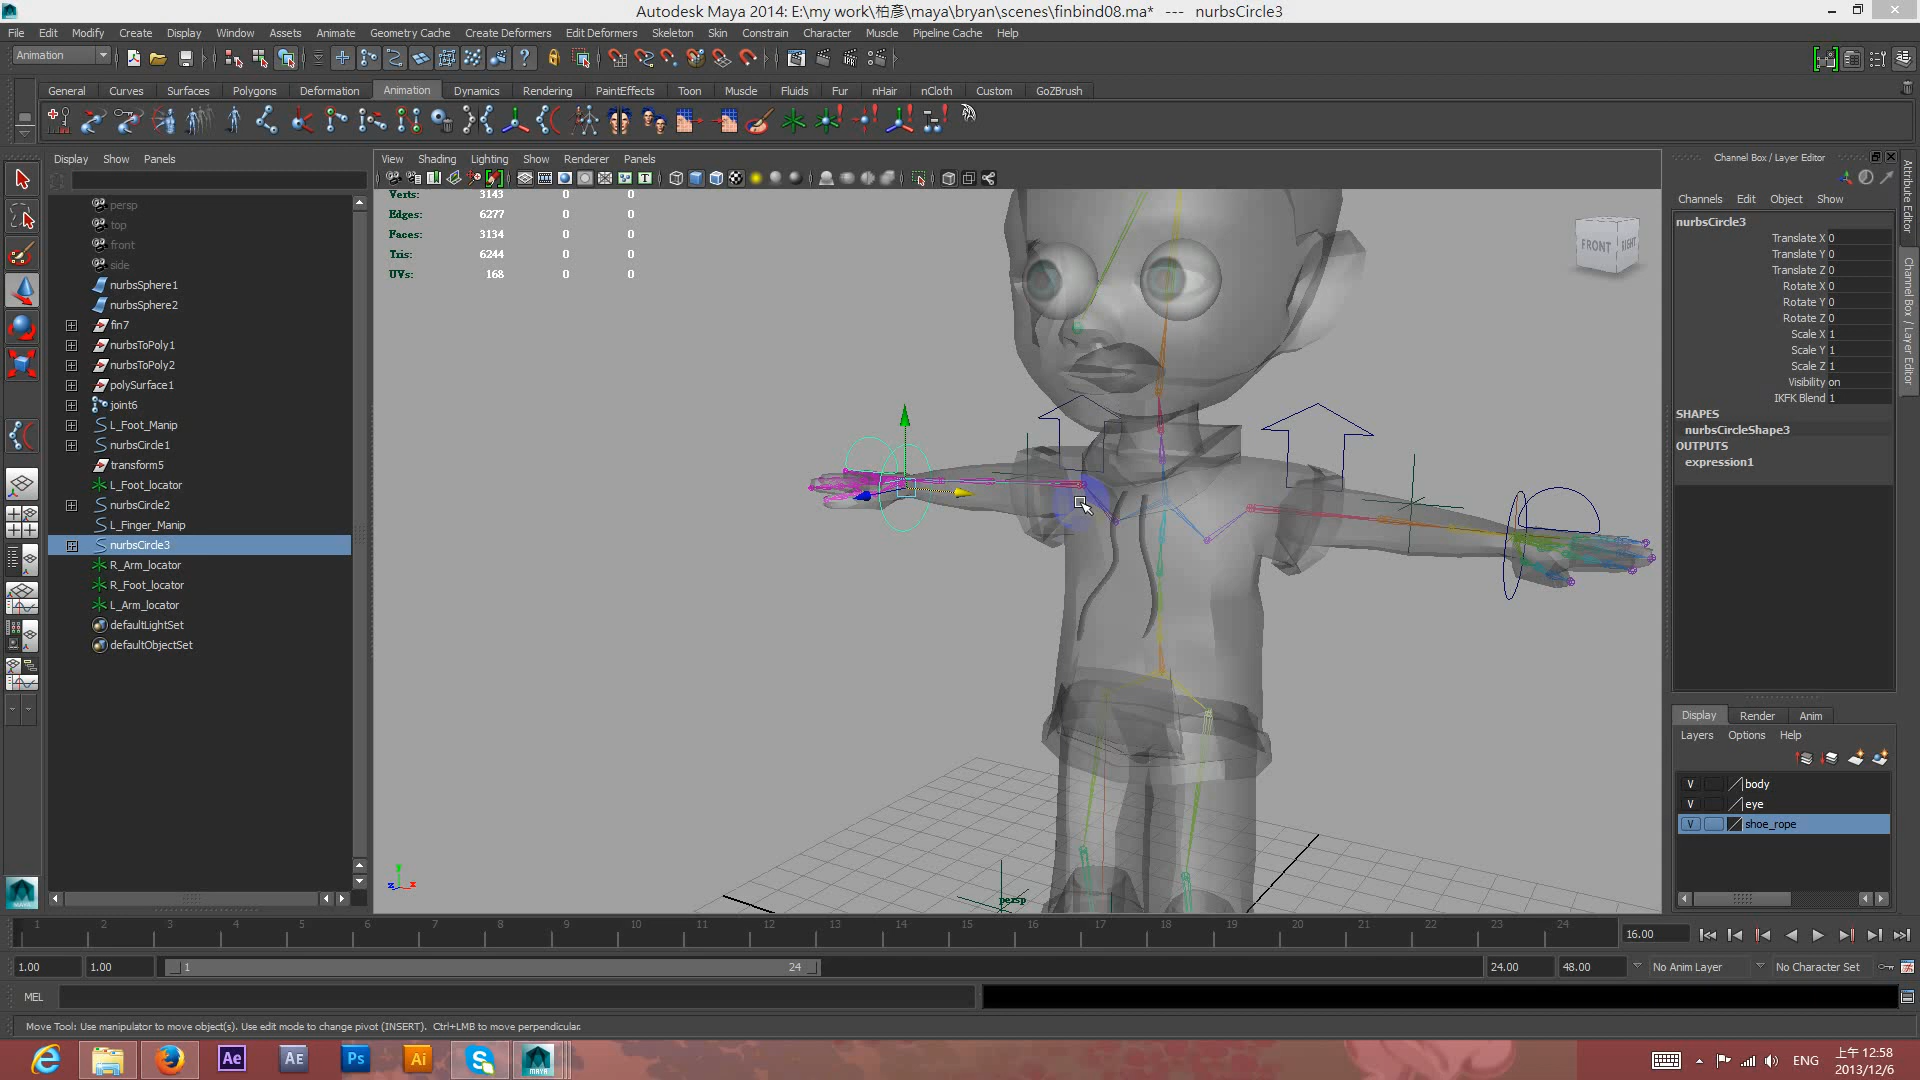 Autodesk Maya 2014: E:\my work\柏彥\maya\bryan\scenes\finbind08.ma*   ---   nurbsCircle3
File Edit Modify Create Display Window Assets Animate Geometry Cache Create Deformers Edit Deformers Skeleton Skin Constrain Character Muscle Pipeline Cache Help
Animation
General Curves Surfaces Polygons Deformation Animation Dynamics Rendering PaintEffects Toon Muscle Fluids Fur nHair nCloth Custom GoZBrush
Display Show Panels
persp
top
front
side
nurbsSphere1
nurbsSphere2
fin7
nurbsToPoly1
nurbsToPoly2
polySurface1
joint6
L_Foot_Manip
nurbsCircle1
transform5
L_Foot_locator
nurbsCircle2
L_Finger_Manip
nurbsCircle3
R_Arm_locator
R_Foot_locator
L_Arm_locator
defaultLightSet
defaultObjectSet
View Shading Lighting Show Renderer Panels
Verts: 3143 0 0
Edges: 6277 0 0
Faces: 3134 0 0
Tris: 6244 0 0
UVs: 168 0 0
FRONT RIGHT
persp
Channel Box / Layer Editor
Channels Edit Object Show
nurbsCircle3
Translate X 0
Translate Y 0
Translate Z 0
Rotate X 0
Rotate Y 0
Rotate Z 0
Scale X 1
Scale Y 1
Scale Z 1
Visibility on
IKFK Blend 1
SHAPES
nurbsCircleShape3
OUTPUTS
expression1
Attribute Editor
Channel Box / Layer Editor
Display Render Anim
Layers Options Help
V body
V eye
V shoe_rope
1 2 3 4 5 6 7 8 9 10 11 12 13 14 15 16 17 18 19 20 21 22 23 24
16.00
1.00 1.00 1 24 24.00 48.00 No Anim Layer No Character Set
MEL
Move Tool: Use manipulator to move object(s). Use edit mode to change pivot (INSERT).  Ctrl+LMB to move perpendicular.
Ae AE Ps Ai MAYA
ENG
上午 12:58
2013/12/6